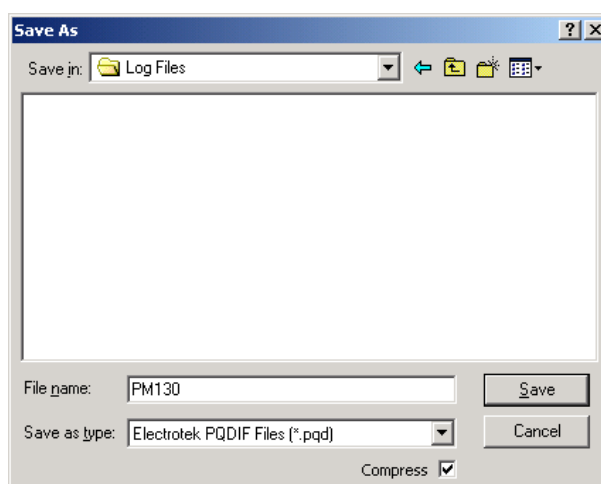 Save As
Save in: Log Files
File name: PM130 Save
Save as type: Electrotek PQDIF Files (*.pqd) Cancel
Compress